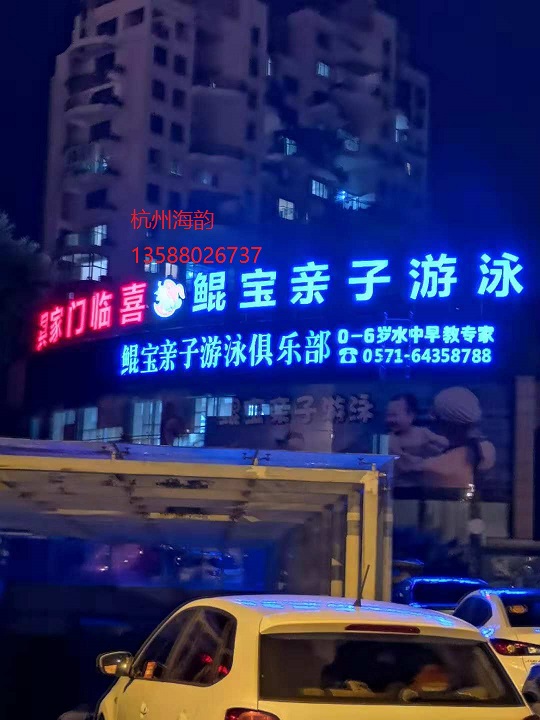 杭州海韵
13588026737
喜临门家具
鲲宝亲子游泳
鲲宝亲子游泳俱乐部
0-6岁水中早教专家
☎0571-64358788
鲲宝亲子游泳